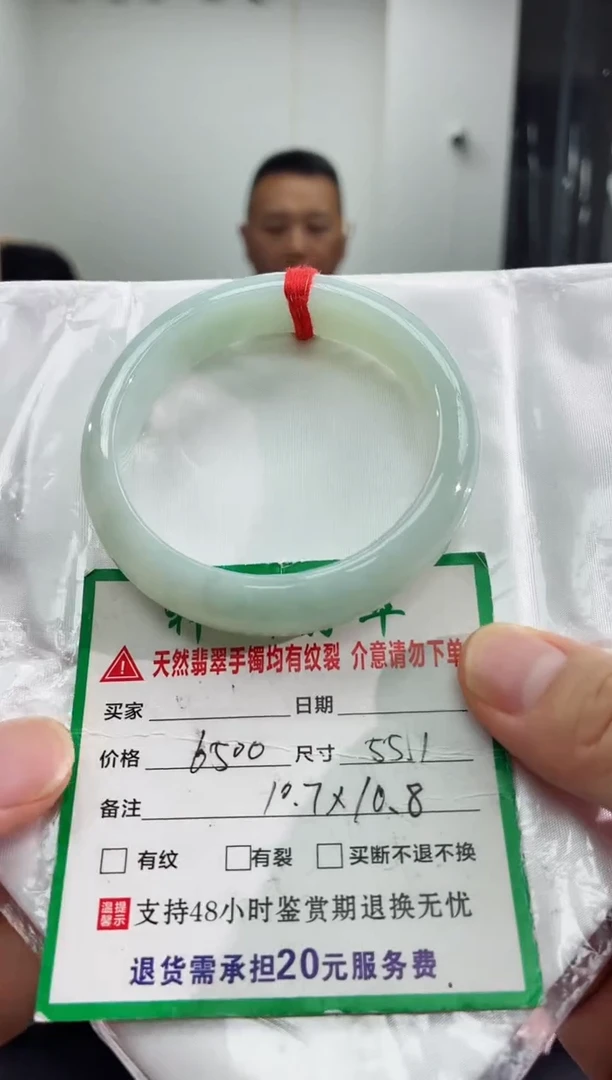 天然翡翠手镯均有纹裂 介意请勿下单
买家 日期
价格 6500 尺寸 55.1
备注 10.7×10.8
有纹 有裂 买断不退不换
温馨提示 支持48小时鉴赏期退换无忧
退货需承担20元服务费